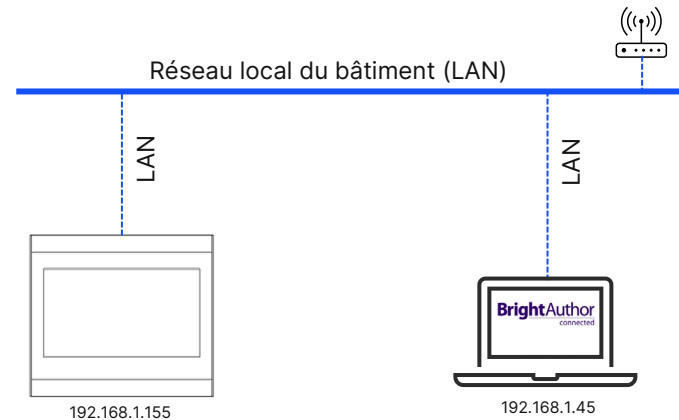 Réseau local du bâtiment (LAN)
LAN
LAN
BrightAuthor
connected
192.168.1.155
192.168.1.45